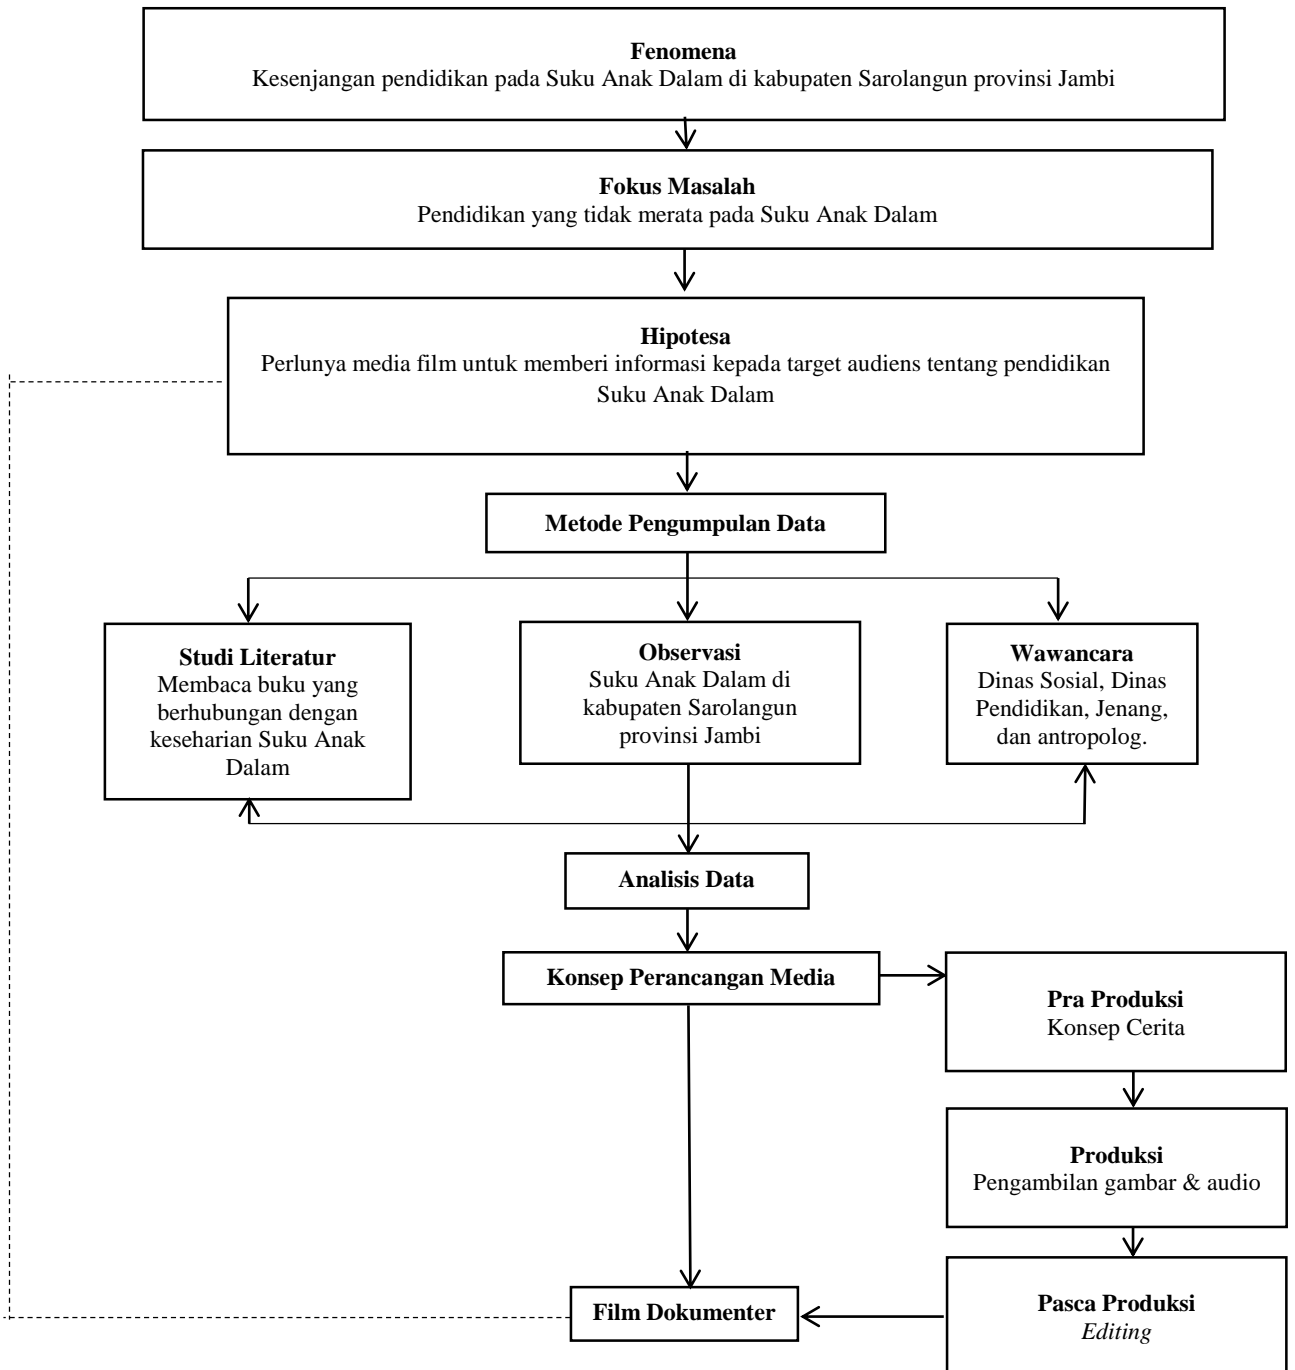 Fenomena
Kesenjangan pendidikan pada Suku Anak Dalam di kabupaten Sarolangun provinsi Jambi
Fokus Masalah
Pendidikan yang tidak merata pada Suku Anak Dalam
Hipotesa
Perlunya media film untuk memberi informasi kepada target audiens tentang pendidikan
Suku Anak Dalam
Metode Pengumpulan Data
Studi Literatur
Membaca buku yang
berhubungan dengan
keseharian Suku Anak
Dalam
Observasi
Suku Anak Dalam di
kabupaten Sarolangun
provinsi Jambi
Wawancara
Dinas Sosial, Dinas
Pendidikan, Jenang,
dan antropolog.
Analisis Data
Konsep Perancangan Media
Pra Produksi
Konsep Cerita
Produksi
Pengambilan gambar & audio
Pasca Produksi
Editing
Film Dokumenter